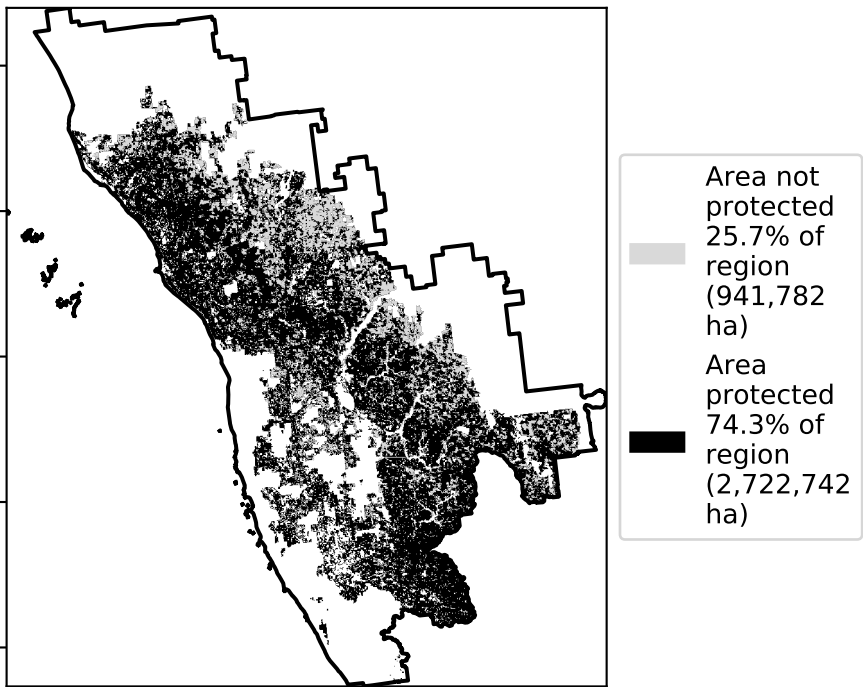 Area not
protected
25.7% of
region
(941,782
ha)
Area
protected
74.3% of
region
(2,722,742
ha)